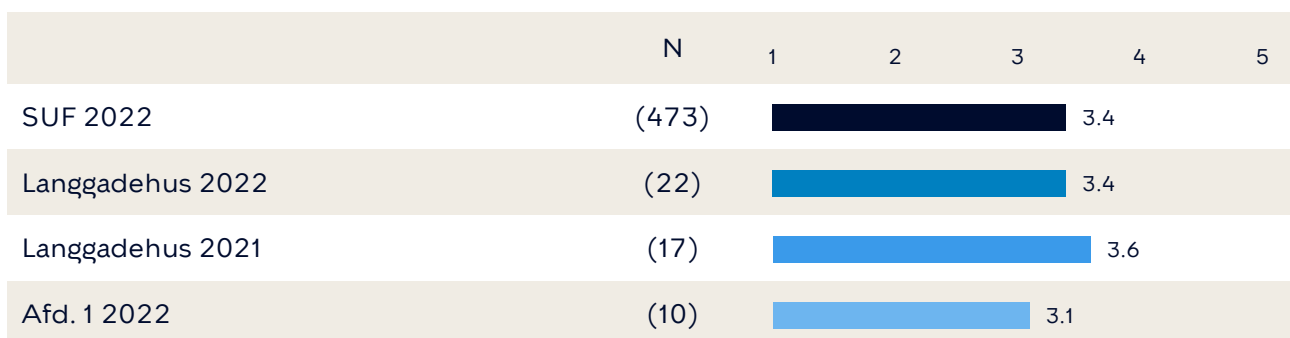 N 1 2 3 4 5
SUF 2022 (473) 3.4
Langgadehus 2022 (22) 3.4
Langgadehus 2021 (17) 3.6
Afd. 1 2022 (10) 3.1